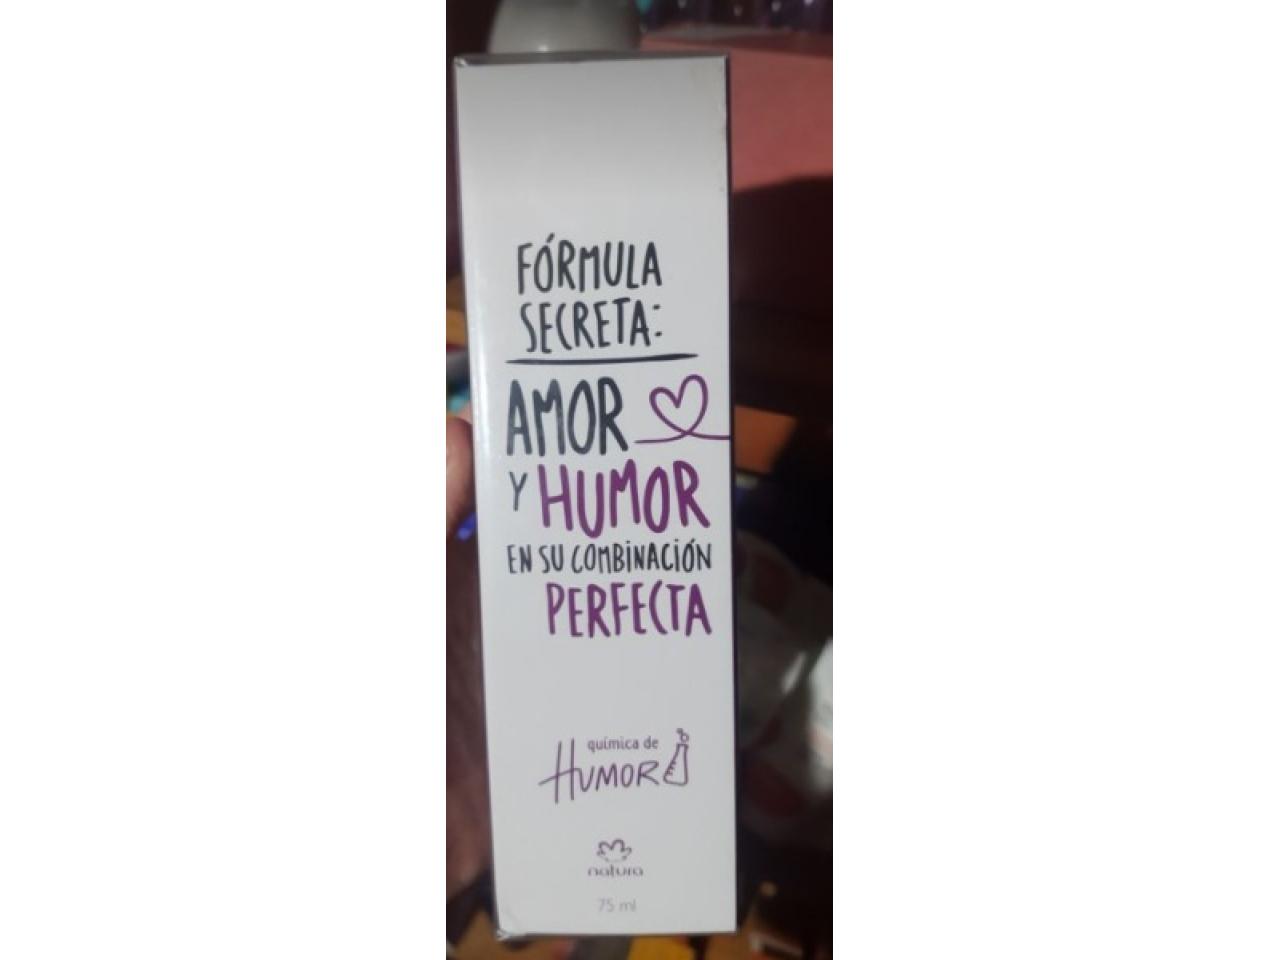 FÓRMULA
SECRETA:
AMOR
Y HUMOR
EN SU COMBINACIÓN
PERFECTA
química de
HUMOR
natura
75 ml